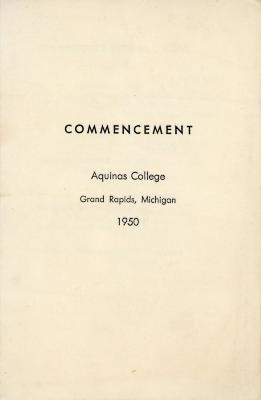 COMMENCEMENT
Aquinas College
Grand Rapids, Michigan
1950